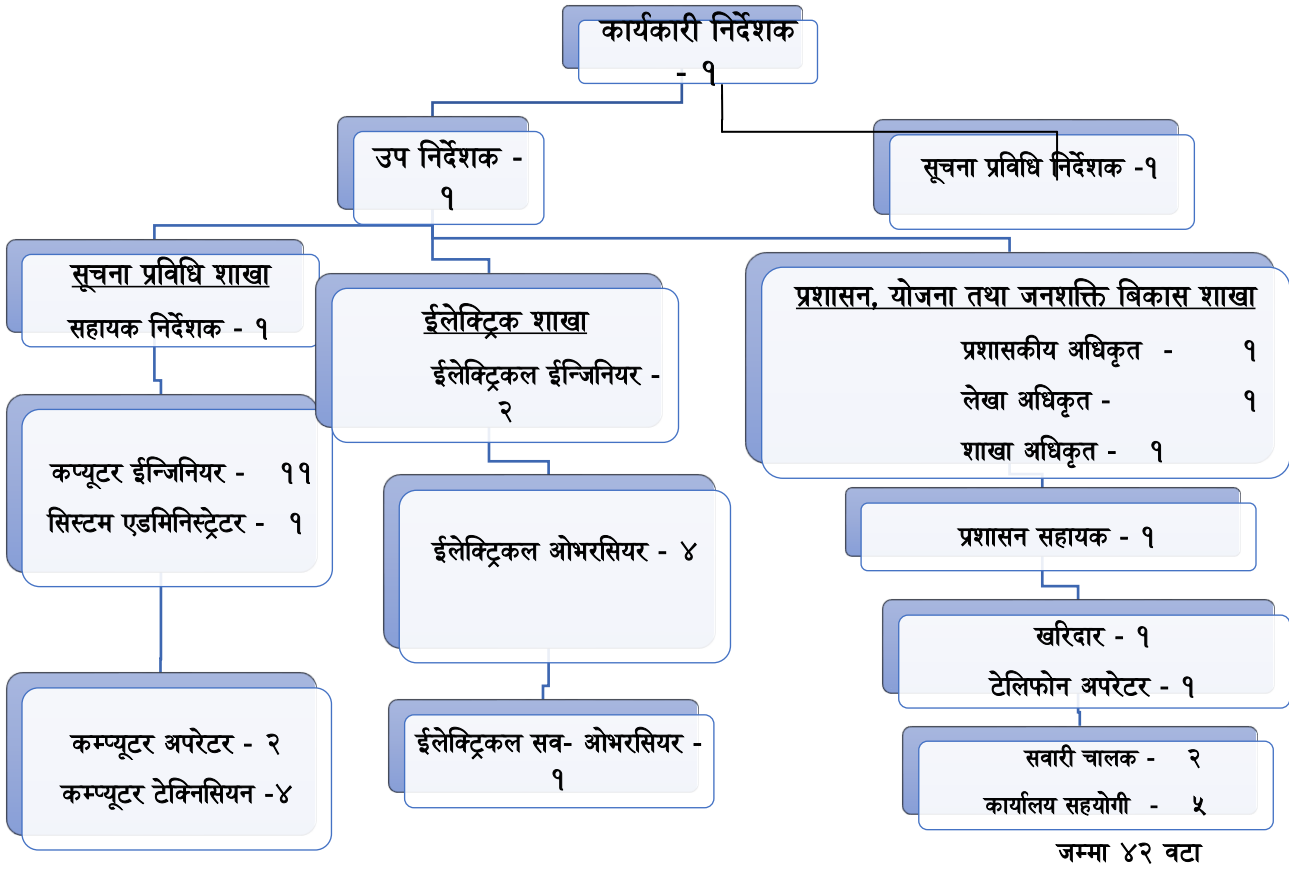 कार्यकारी निर्देशक
- १
उप निर्देशक -
१
सूचना प्रविधि निर्देशक -१
सूचना प्रविधि शाखा
सहायक निर्देशक - १
ईलेक्ट्रिक शाखा
ईलेक्ट्रिकल ईन्जिनियर -
२
प्रशासन, योजना तथा जनशक्ति बिकास शाखा
प्रशासकीय अधिकृत - १
लेखा अधिकृत - १
शाखा अधिकृत - १
कप्यूटर ईन्जिनियर - ११
सिस्टम एडमिनिस्ट्रेटर - १
ईलेक्ट्रिकल ओभरसियर - ४
प्रशासन सहायक - १
खरिदार - १
टेलिफोन अपरेटर - १
कम्प्यूटर अपरेटर - २
कम्प्यूटर टेक्निसियन -४
ईलेक्ट्रिकल सव- ओभरसियर -
१
सवारी चालक - २
कार्यालय सहयोगी - ५
जम्मा ४२ वटा